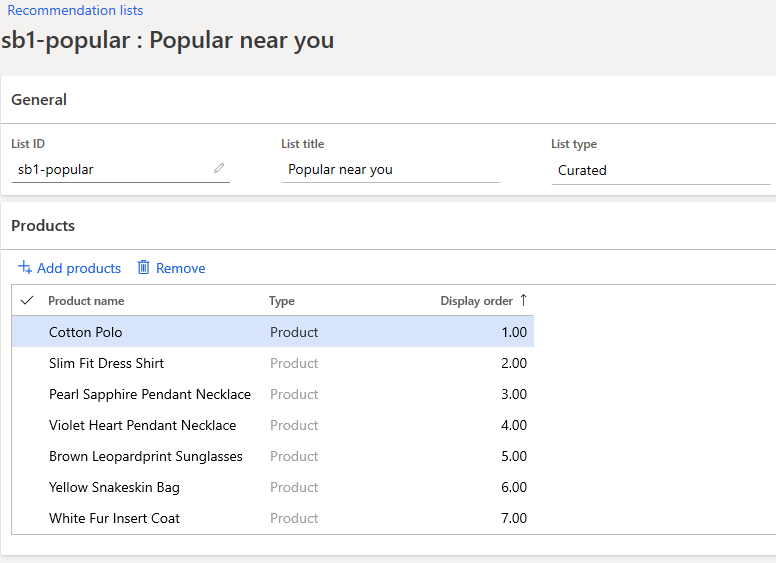 Recommendation lists
sb1-popular : Popular near you
General
List ID List title List type
sb1-popular Popular near you Curated
Products
Add products Remove
Product name Type Display order ↑
Cotton Polo Product 1.00
Slim Fit Dress Shirt Product 2.00
Pearl Sapphire Pendant Necklace Product 3.00
Violet Heart Pendant Necklace Product 4.00
Brown Leopardprint Sunglasses Product 5.00
Yellow Snakeskin Bag Product 6.00
White Fur Insert Coat Product 7.00